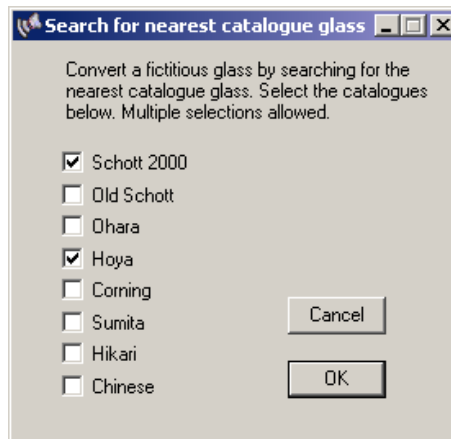 Search for nearest catalogue glass
Convert a fictitious glass by searching for the
nearest catalogue glass. Select the catalogues
below. Multiple selections allowed.
Schott 2000
Old Schott
Ohara
Hoya
Corning
Sumita
Hikari
Chinese
Cancel
OK